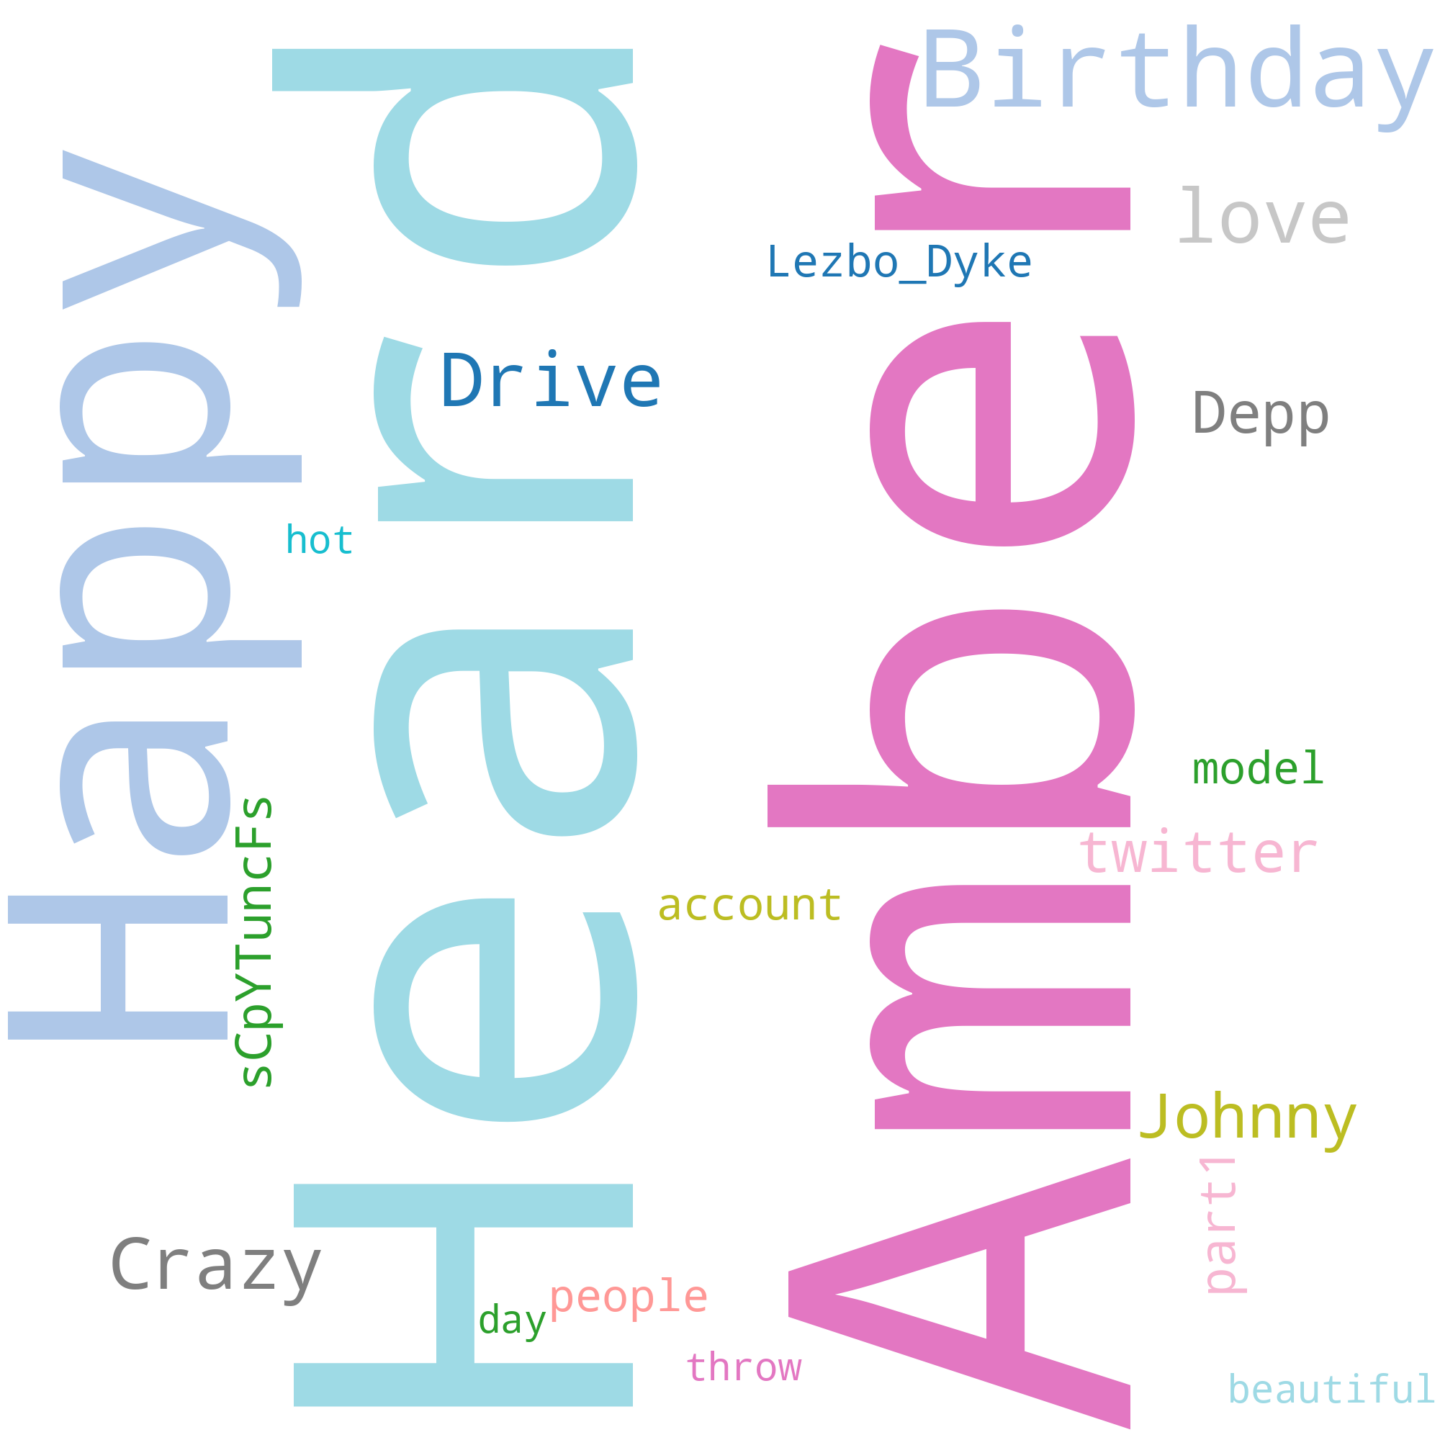 Happy
Heard
Amber
Birthday
love
Lezbo_Dyke
Drive
Depp
hot
model
sCpYTuncFs
twitter
account
Johnny
part1
Crazy
people
day
throw
beautiful